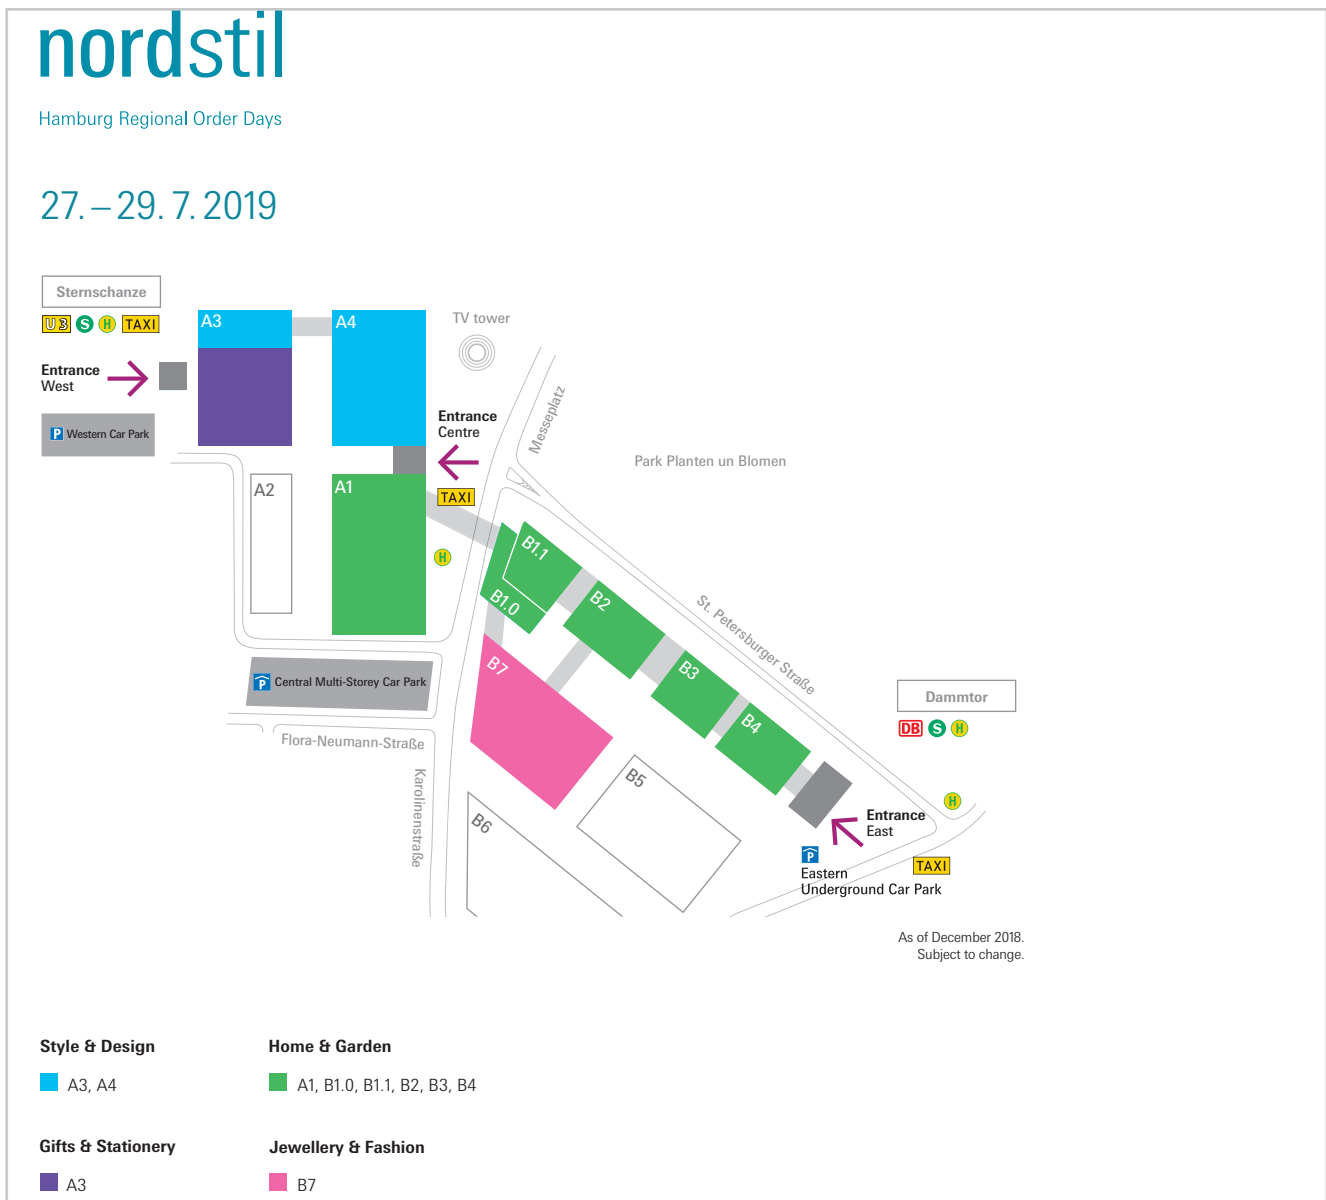 nordstil
Hamburg Regional Order Days
27. – 29. 7. 2019
Sternschanze
U3 S H TAXI
A3
A4
TV tower
Entrance
West
P Western Car Park
Entrance
Centre
Messeplatz
Park Planten un Blomen
A2
A1
TAXI
H
B1.1
B1.0
B2
St. Petersburger Straße
B3
B7
B4
P Central Multi-Storey Car Park
Dammtor
DB S H
Flora-Neumann-Straße
Karolinenstraße
B5
B6
H
Entrance
East
P
Eastern
Underground Car Park
TAXI
As of December 2018.
Subject to change.
Style & Design
A3, A4
Home & Garden
A1, B1.0, B1.1, B2, B3, B4
Gifts & Stationery
A3
Jewellery & Fashion
B7